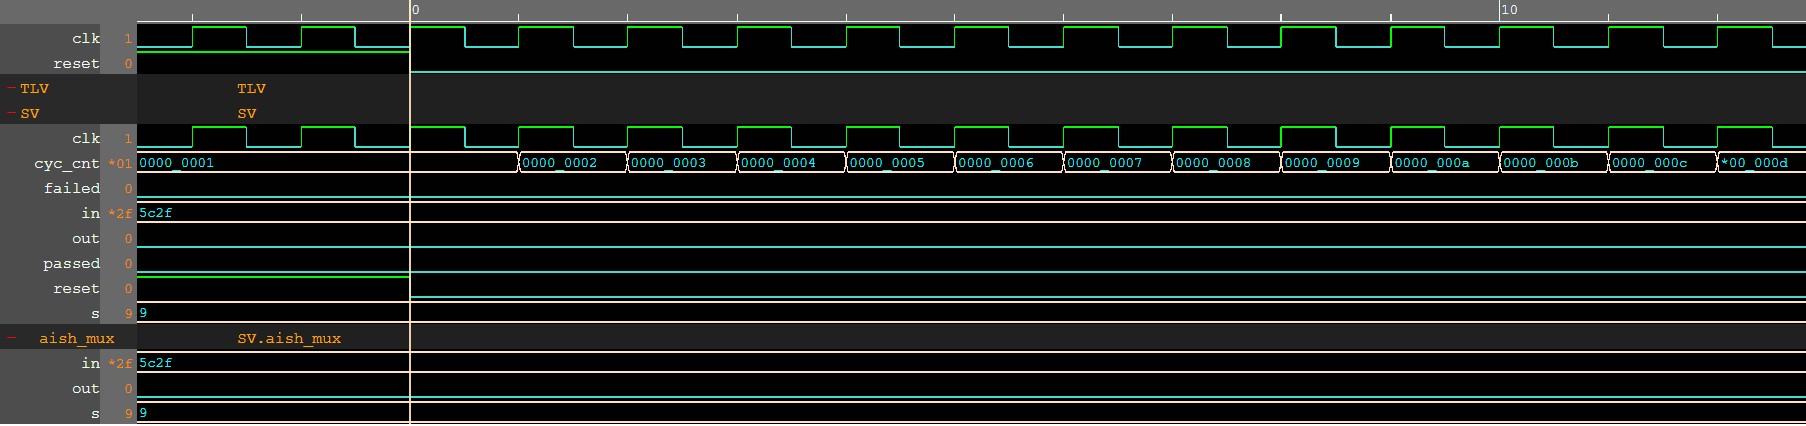 0 10
clk 1
reset 0
TLV TLV
SV SV
clk 1
cyc_cnt *01 0000_0001 0000_0002 0000_0003 0000_0004 0000_0005 0000_0006 0000_0007 0000_0008 0000_0009 0000_000a 0000_000b 0000_000c *00_000d
failed 0
in *2f 5c2f
out 0
passed 0
reset 0
s 9 9
aish_mux SV.aish_mux
in *2f 5c2f
out 0
s 9 9